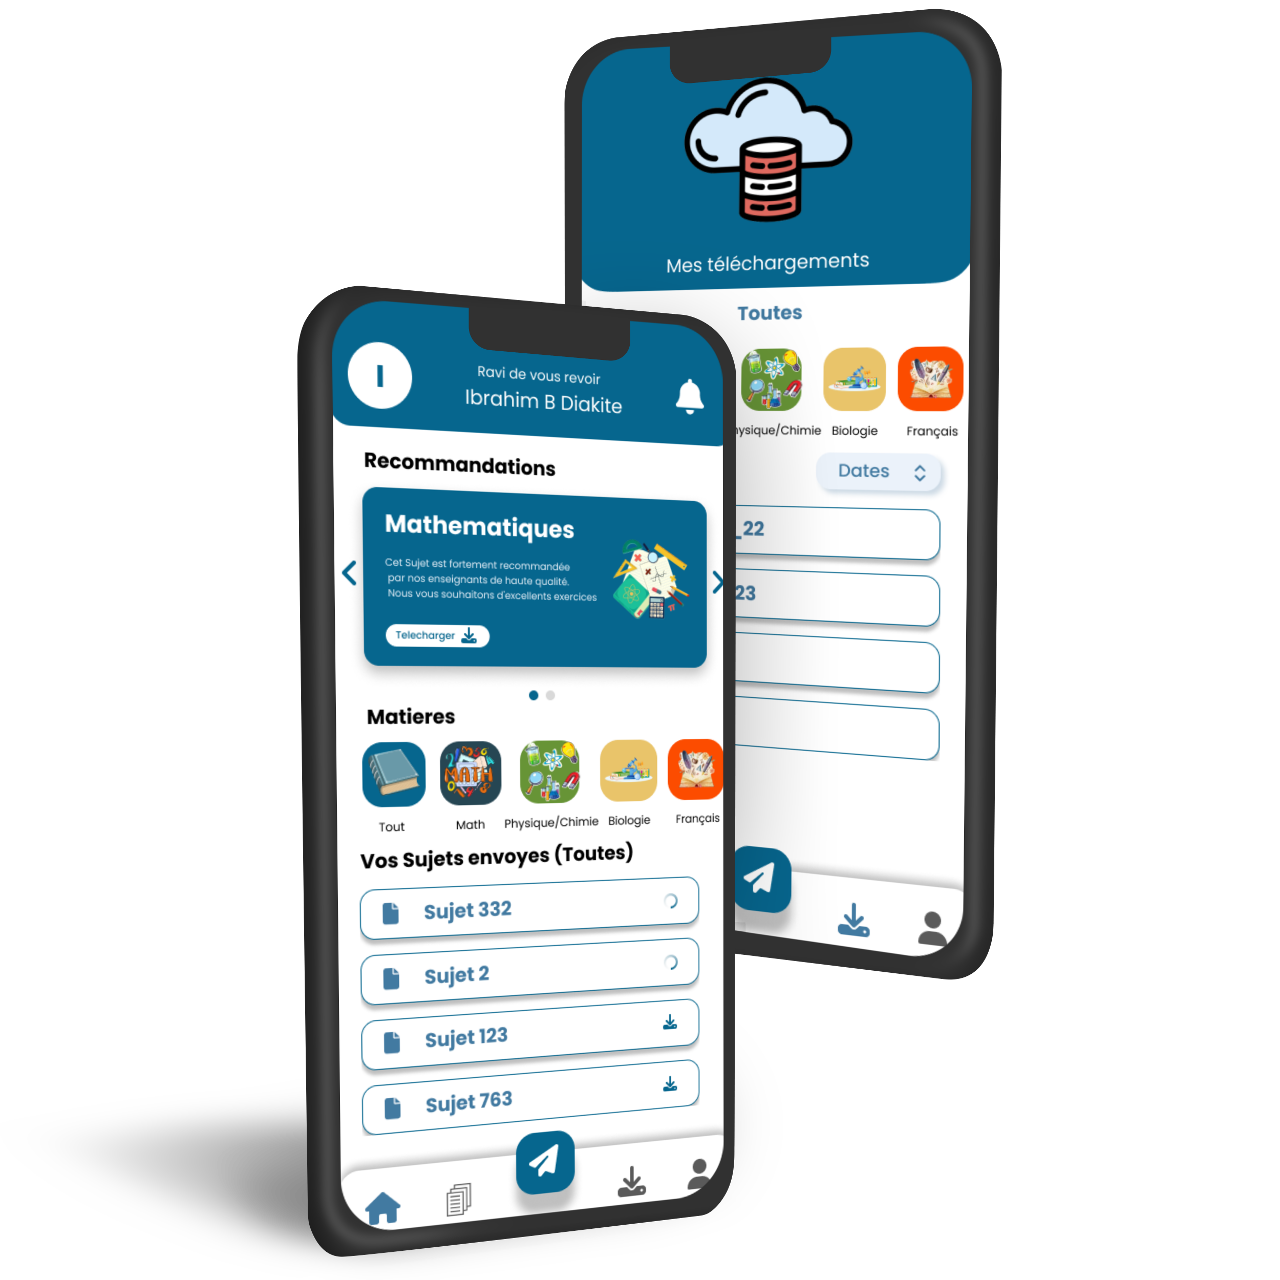 Mes téléchargements
Toutes
hysique/Chimie
Biologie
Français
Dates
_22
23
I
Ravi de vous revoir
Ibrahim B Diakite
Recommandations
Mathematiques
Cet Sujet est fortement recommandée
par nos enseignants de haute qualité.
Nous vous souhaitons d'excellents exercices
Telecharger
Matieres
MATH
Tout
Math
Physique/Chimie
Biologie
Français
Vos Sujets envoyes (Toutes)
Sujet 332
Sujet 2
Sujet 123
Sujet 763